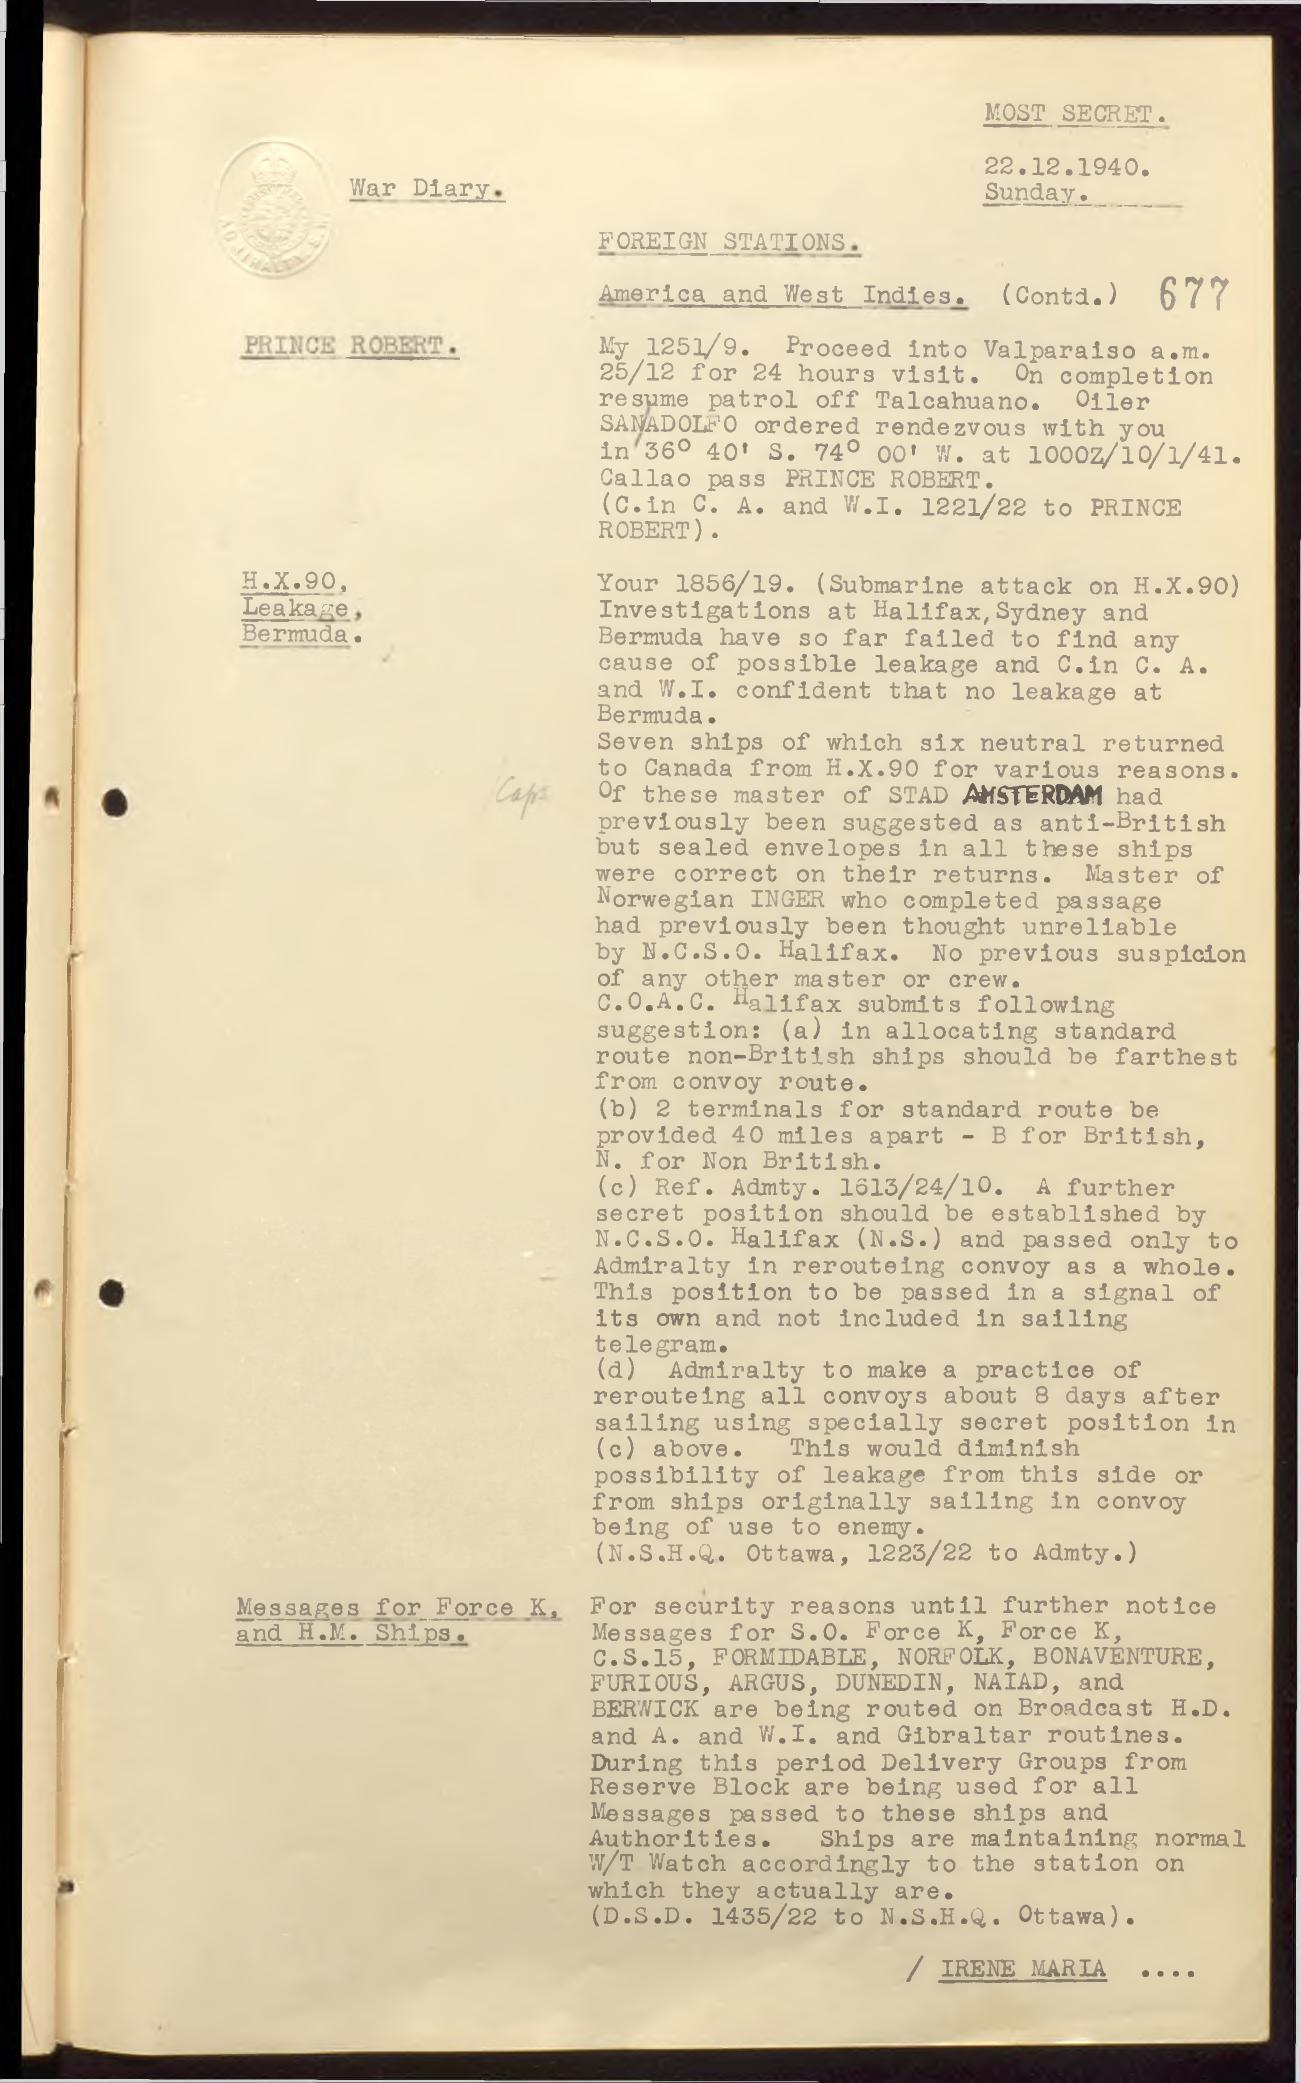 MOST SECRET.
22.12.1940.
Sunday.
War Diary.
FOREIGN STATIONS.
America and West Indies. (Contd.) 677
PRINCE ROBERT.
My 1251/9. Proceed into Valparaiso a.m.
25/12 for 24 hours visit. On completion
resume patrol off Talcahuano. Oiler
SAN/ADOLFO ordered rendezvous with you
in 36° 40' S. 74° 00' W. at 1000Z/10/1/41.
Callao pass PRINCE ROBERT.
(C.in C. A. and W.I. 1221/22 to PRINCE
ROBERT).
H.X.90,
Leakage,
Bermuda.
Your 1856/19. (Submarine attack on H.X.90)
Investigations at Halifax,Sydney and
Bermuda have so far failed to find any
cause of possible leakage and C.in C. A.
and W.I. confident that no leakage at
Bermuda.
Seven ships of which six neutral returned
to Canada from H.X.90 for various reasons.
Caps
Of these master of STAD AMSTERDAM had
previously been suggested as anti-British
but sealed envelopes in all these ships
were correct on their returns. Master of
Norwegian INGER who completed passage
had previously been thought unreliable
by N.C.S.O. Halifax. No previous suspicion
of any other master or crew.
C.O.A.C. Halifax submits following
suggestion: (a) in allocating standard
route non-British ships should be farthest
from convoy route.
(b) 2 terminals for standard route be
provided 40 miles apart - B for British,
N. for Non British.
(c) Ref. Admty. 1613/24/10. A further
secret position should be established by
N.C.S.O. Halifax (N.S.) and passed only to
Admiralty in rerouteing convoy as a whole.
This position to be passed in a signal of
its own and not included in sailing
telegram.
(d) Admiralty to make a practice of
rerouteing all convoys about 8 days after
sailing using specially secret position in
(c) above. This would diminish
possibility of leakage from this side or
from ships originally sailing in convoy
being of use to enemy.
(N.S.H.Q. Ottawa, 1223/22 to Admty.)
Messages for Force K,
and H.M. Ships.
For security reasons until further notice
Messages for S.O. Force K, Force K,
C.S.15, FORMIDABLE, NORFOLK, BONAVENTURE,
FURIOUS, ARGUS, DUNEDIN, NAIAD, and
BERWICK are being routed on Broadcast H.D.
and A. and W.I. and Gibraltar routines.
During this period Delivery Groups from
Reserve Block are being used for all
Messages passed to these ships and
Authorities. Ships are maintaining normal
W/T Watch accordingly to the station on
which they actually are.
(D.S.D. 1435/22 to N.S.H.Q. Ottawa).
/ IRENE MARIA ....